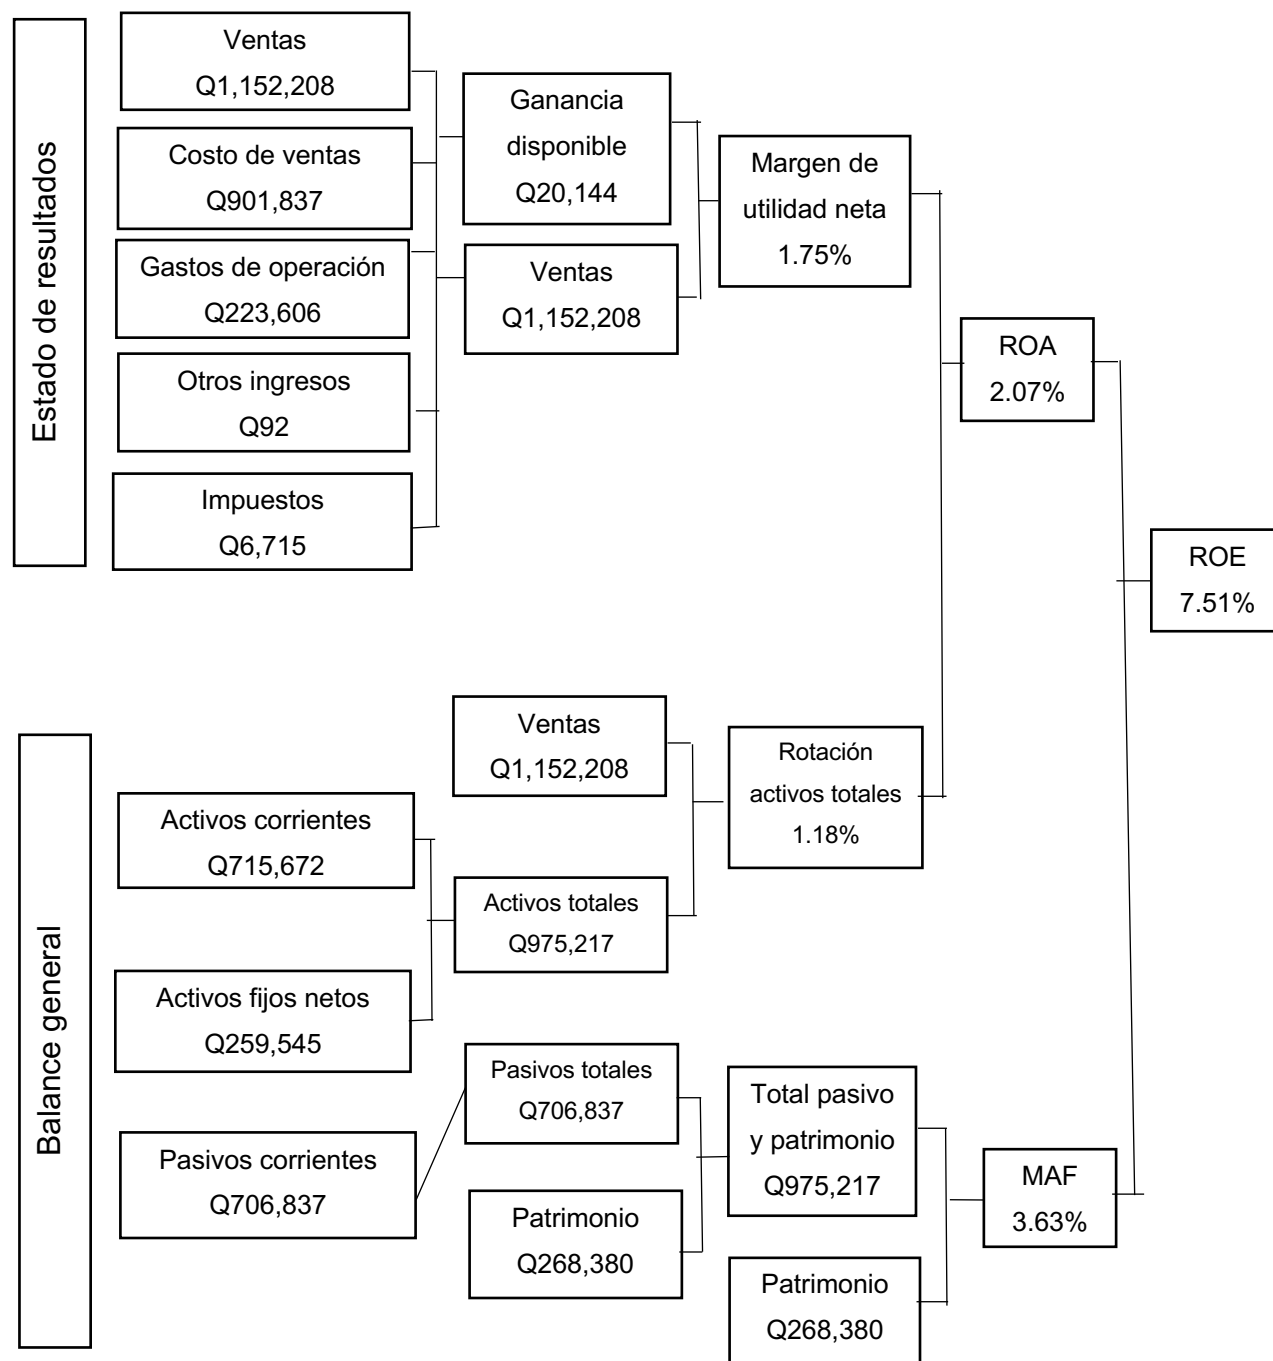 Estado de resultados
Ventas
Q1,152,208
Costo de ventas
Q901,837
Gastos de operación
Q223,606
Otros ingresos
Q92
Impuestos
Q6,715
Ganancia
disponible
Q20,144
Ventas
Q1,152,208
Margen de
utilidad neta
1.75%
ROA
2.07%
ROE
7.51%
Balance general
Activos corrientes
Q715,672
Activos fijos netos
Q259,545
Pasivos corrientes
Q706,837
Ventas
Q1,152,208
Activos totales
Q975,217
Pasivos totales
Q706,837
Patrimonio
Q268,380
Rotación
activos totales
1.18%
Total pasivo
y patrimonio
Q975,217
Patrimonio
Q268,380
MAF
3.63%